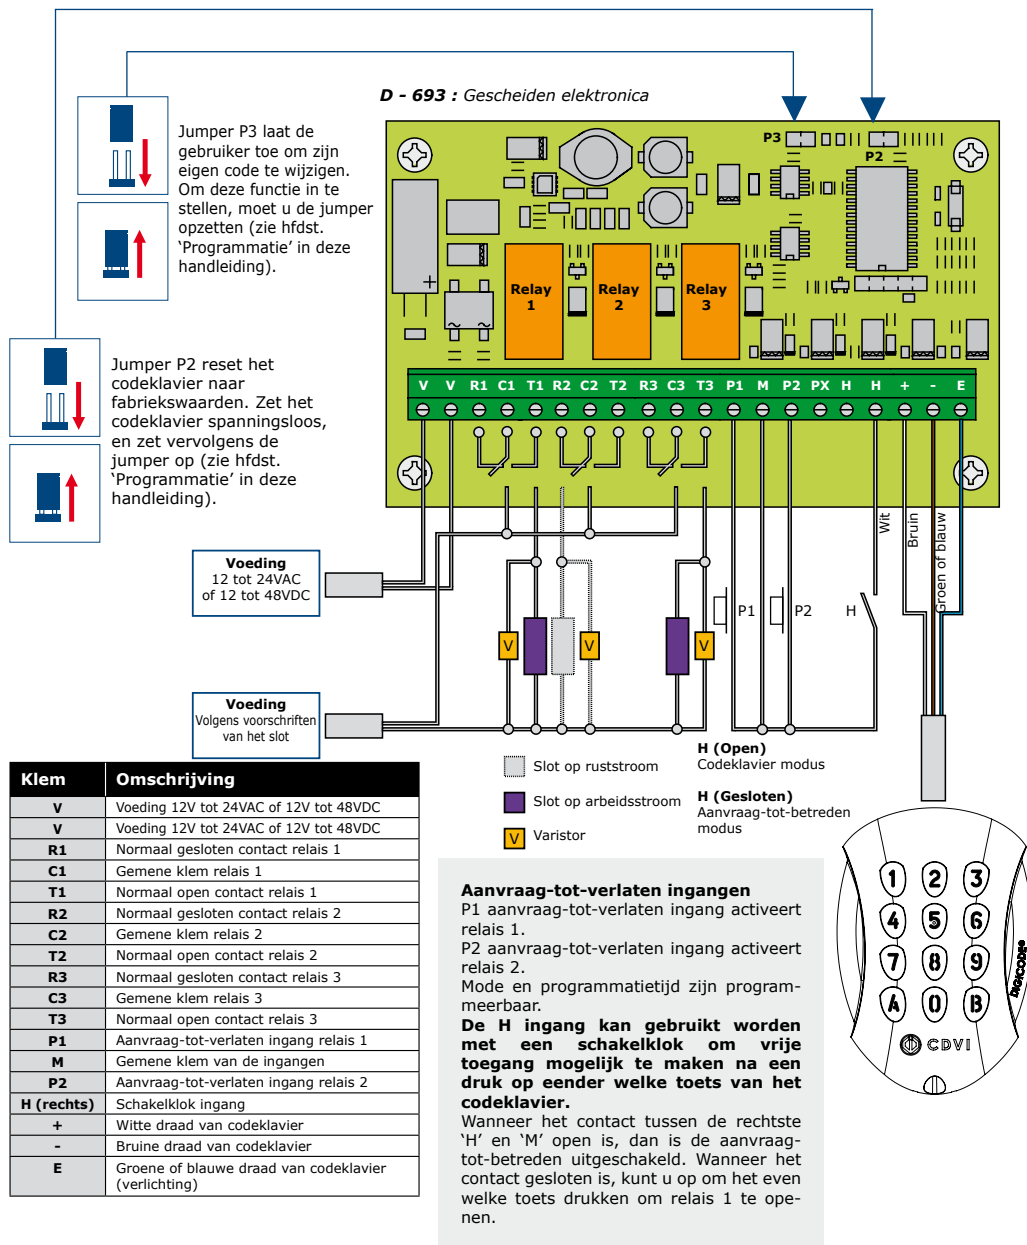 D - 693 : Gescheiden elektronica
Jumper P3 laat de
gebruiker toe om zijn
eigen code te wijzigen.
Om deze functie in te
stellen, moet u de jumper
opzetten (zie hfdst.
‘Programmatie’ in deze
handleiding).
Jumper P2 reset het
codeklavier naar
fabriekswaarden. Zet het
codeklavier spanningsloos,
en zet vervolgens de
jumper op (zie hfdst.
‘Programmatie’ in deze
handleiding).
P3
P2
+
Relay
1
Relay
2
Relay
3
V V R1 C1 T1 R2 C2 T2 R3 C3 T3 P1 M P2 PX H H + - E
Wit
Bruin
Groen of blauw
Voeding
12 tot 24VAC
of 12 tot 48VDC
P1
P2
H
V
V
V
Voeding
Volgens voorschriften
van het slot
Slot op ruststroom
Slot op arbeidsstroom
V Varistor
H (Open)
Codeklavier modus
H (Gesloten)
Aanvraag-tot-betreden
modus
Klem Omschrijving
V Voeding 12V tot 24VAC of 12V tot 48VDC
V Voeding 12V tot 24VAC of 12V tot 48VDC
R1 Normaal gesloten contact relais 1
C1 Gemene klem relais 1
T1 Normaal open contact relais 1
R2 Normaal gesloten contact relais 2
C2 Gemene klem relais 2
T2 Normaal open contact relais 2
R3 Normaal gesloten contact relais 3
C3 Gemene klem relais 3
T3 Normaal open contact relais 3
P1 Aanvraag-tot-verlaten ingang relais 1
M Gemene klem van de ingangen
P2 Aanvraag-tot-verlaten ingang relais 2
H (rechts) Schakelklok ingang
+ Witte draad van codeklavier
- Bruine draad van codeklavier
E Groene of blauwe draad van codeklavier
(verlichting)
Aanvraag-tot-verlaten ingangen
P1 aanvraag-tot-verlaten ingang activeert
relais 1.
P2 aanvraag-tot-verlaten ingang activeert
relais 2.
Mode en programmatietijd zijn program-
meerbaar.
De H ingang kan gebruikt worden
met een schakelklok om vrije
toegang mogelijk te maken na een
druk op eender welke toets van het
codeklavier.
Wanneer het contact tussen de rechtste
‘H’ en ‘M’ open is, dan is de aanvraag-
tot-betreden uitgeschakeld. Wanneer het
contact gesloten is, kunt u op om het even
welke toets drukken om relais 1 te ope-
nen.
1 2 3
4 5 6
7 8 9
A 0 B
DIGICODE®
CDVI